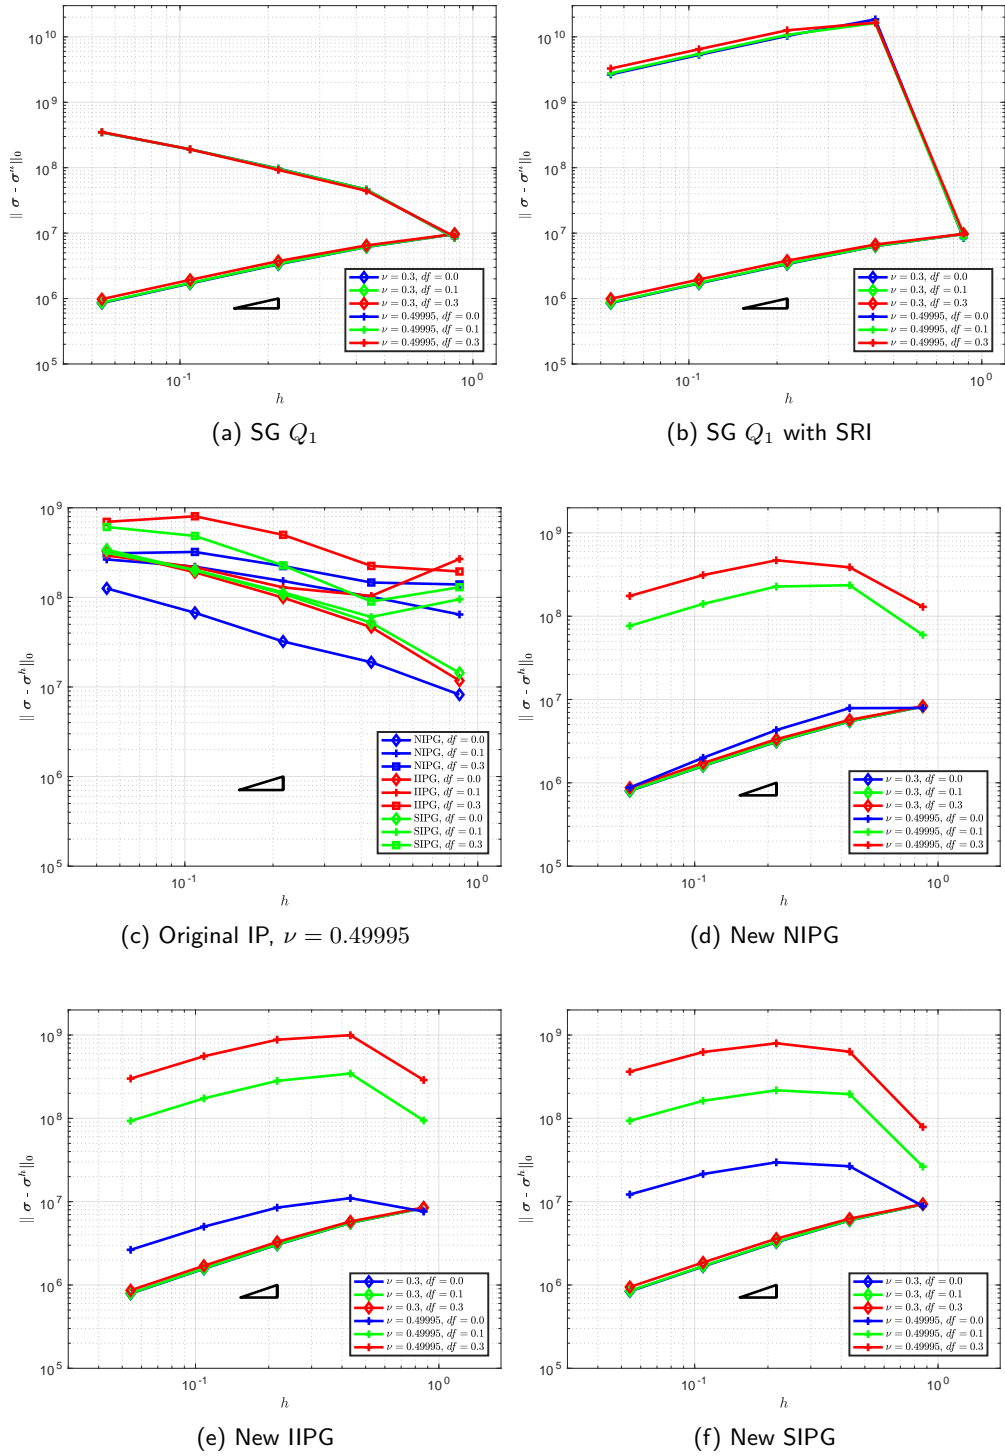 10^10
10^9
10^8
10^7
10^6
10^5
‖ σ - σ^u ‖_0
10^-1
10^0
h
ν = 0.3, df = 0.0
ν = 0.3, df = 0.1
ν = 0.3, df = 0.3
ν = 0.49995, df = 0.0
ν = 0.49995, df = 0.1
ν = 0.49995, df = 0.3
(a) SG Q_1
10^10
10^9
10^8
10^7
10^6
10^5
‖ σ - σ^u ‖_0
10^-1
10^0
h
ν = 0.3, df = 0.0
ν = 0.3, df = 0.1
ν = 0.3, df = 0.3
ν = 0.49995, df = 0.0
ν = 0.49995, df = 0.1
ν = 0.49995, df = 0.3
(b) SG Q_1 with SRI
10^9
10^8
10^7
10^6
10^5
‖ σ - σ^h ‖_0
10^-1
10^0
h
NIPG, df = 0.0
NIPG, df = 0.1
NIPG, df = 0.3
IIPG, df = 0.0
IIPG, df = 0.1
IIPG, df = 0.3
SIPG, df = 0.0
SIPG, df = 0.1
SIPG, df = 0.3
(c) Original IP, ν = 0.49995
10^9
10^8
10^7
10^6
10^5
‖ σ - σ^h ‖_0
10^-1
10^0
h
ν = 0.3, df = 0.0
ν = 0.3, df = 0.1
ν = 0.3, df = 0.3
ν = 0.49995, df = 0.0
ν = 0.49995, df = 0.1
ν = 0.49995, df = 0.3
(d) New NIPG
10^9
10^8
10^7
10^6
10^5
‖ σ - σ^h ‖_0
10^-1
10^0
h
ν = 0.3, df = 0.0
ν = 0.3, df = 0.1
ν = 0.3, df = 0.3
ν = 0.49995, df = 0.0
ν = 0.49995, df = 0.1
ν = 0.49995, df = 0.3
(e) New IIPG
10^9
10^8
10^7
10^6
10^5
‖ σ - σ^h ‖_0
10^-1
10^0
h
ν = 0.3, df = 0.0
ν = 0.3, df = 0.1
ν = 0.3, df = 0.3
ν = 0.49995, df = 0.0
ν = 0.49995, df = 0.1
ν = 0.49995, df = 0.3
(f) New SIPG